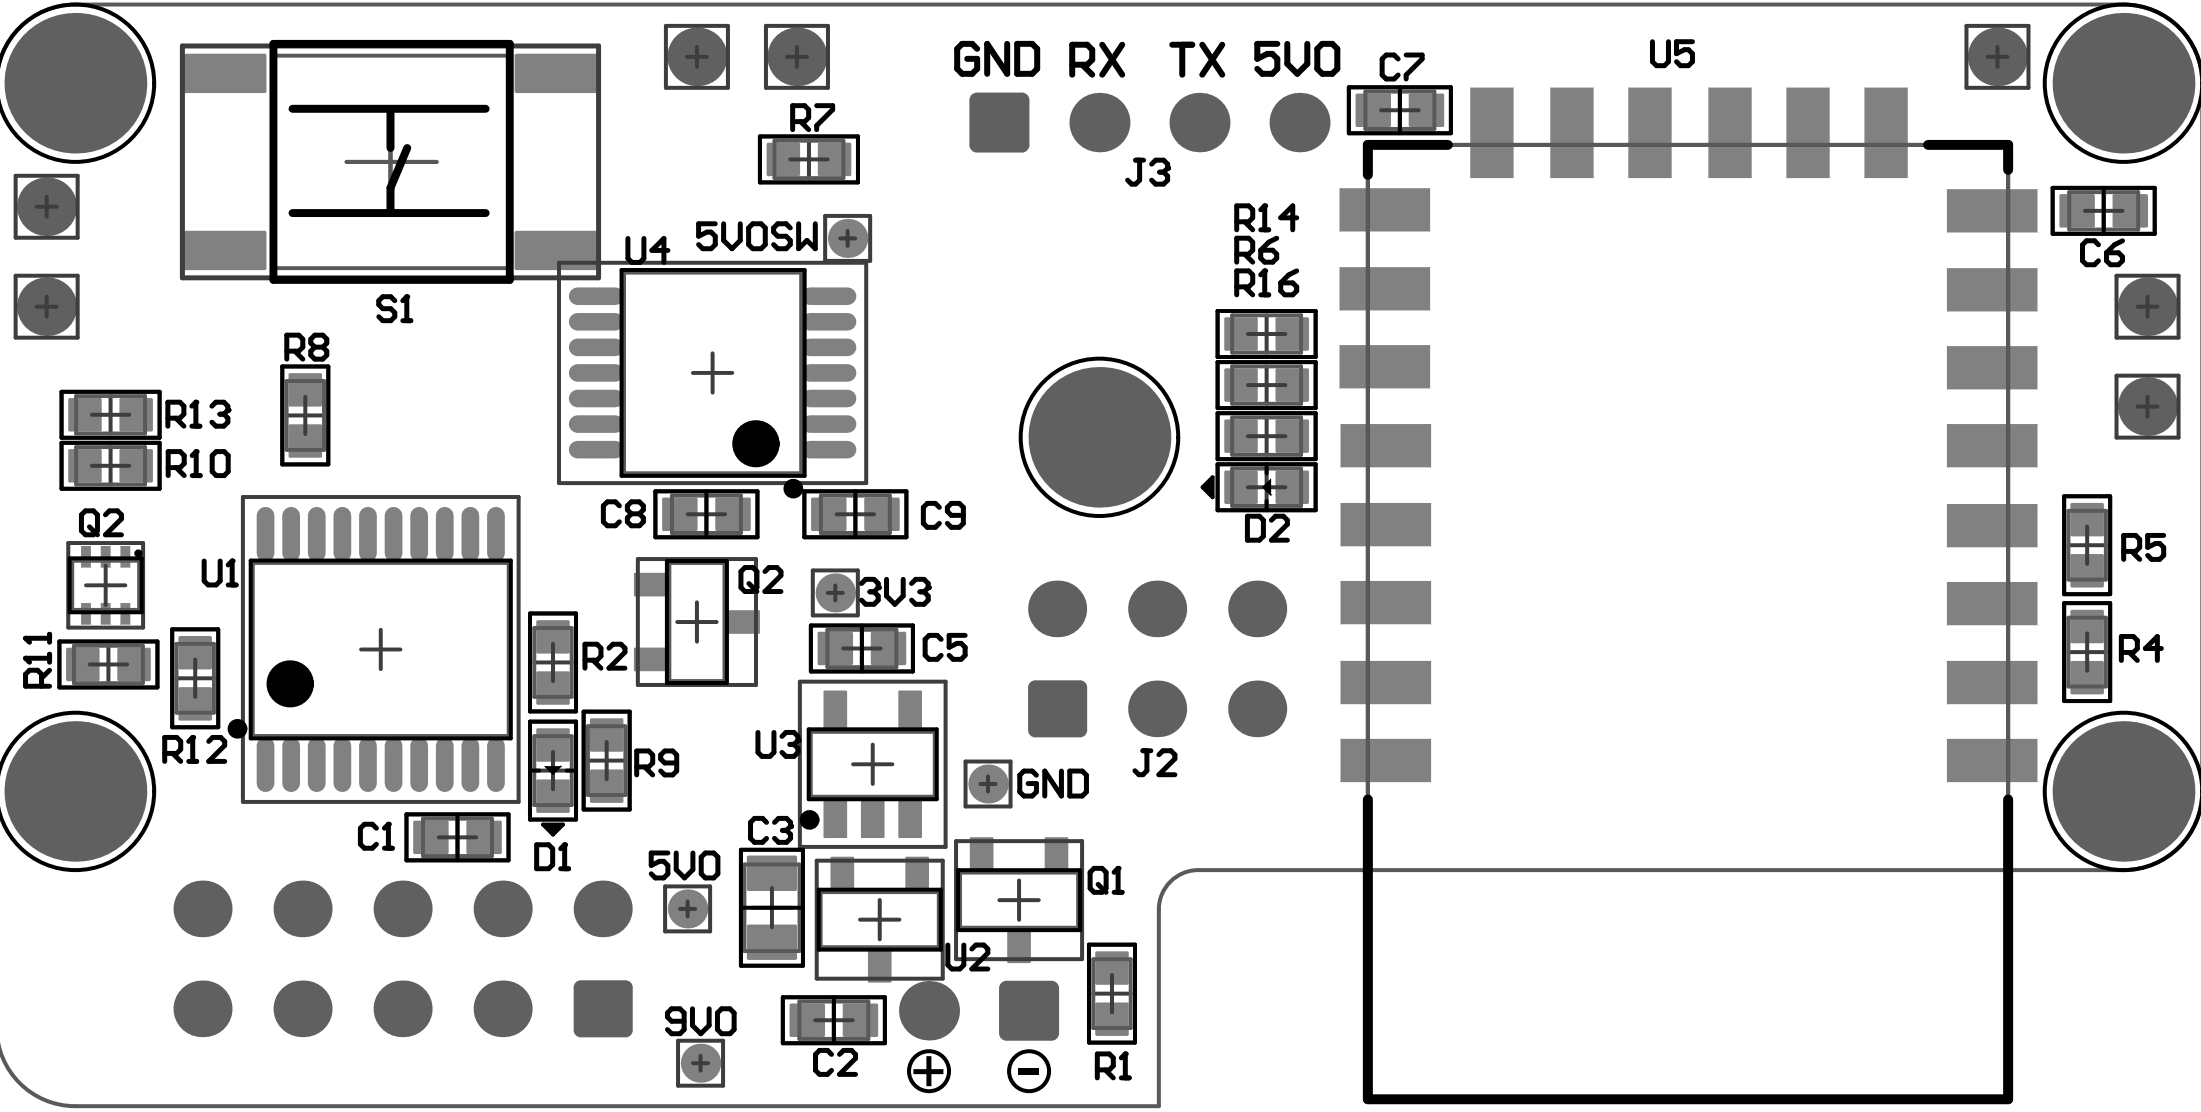 GND RX TX 5V0
C7
U5
R7
J3
5V0SW
U4
R14
R6
R16
C6
S1
R8
R13
R10
Q2
C8
C9
D2
U1
Q2
3V3
R5
R11
R2
C5
R4
R12
R9
U3
J2
GND
C1
D1
C3
5V0
Q1
U2
9V0
C2
+
-
R1